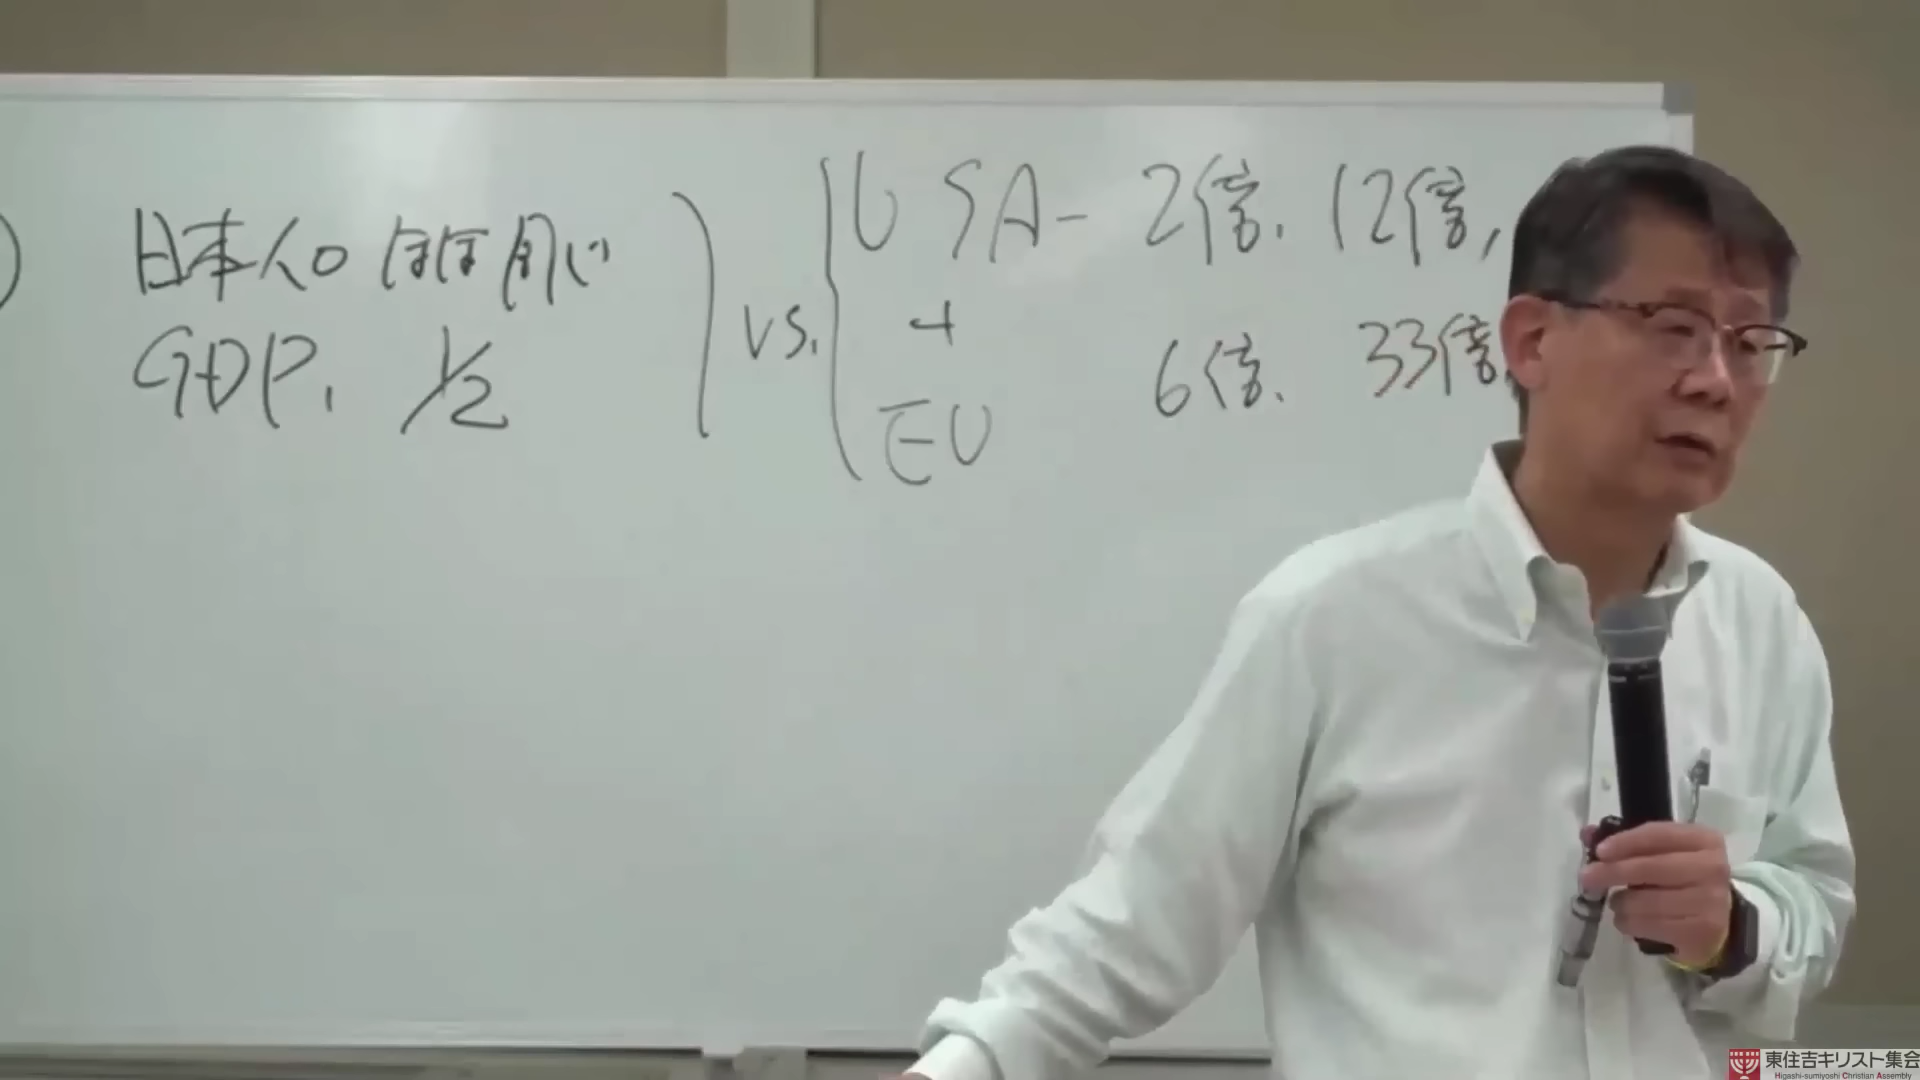 日本人口 ほぼ同じ
GDP. 1/2
vs.
USA- 2倍. 12倍,
+
EU
6倍. 33倍.
東住吉キリスト集会
Higashi-sumiyoshi Christian Assembly